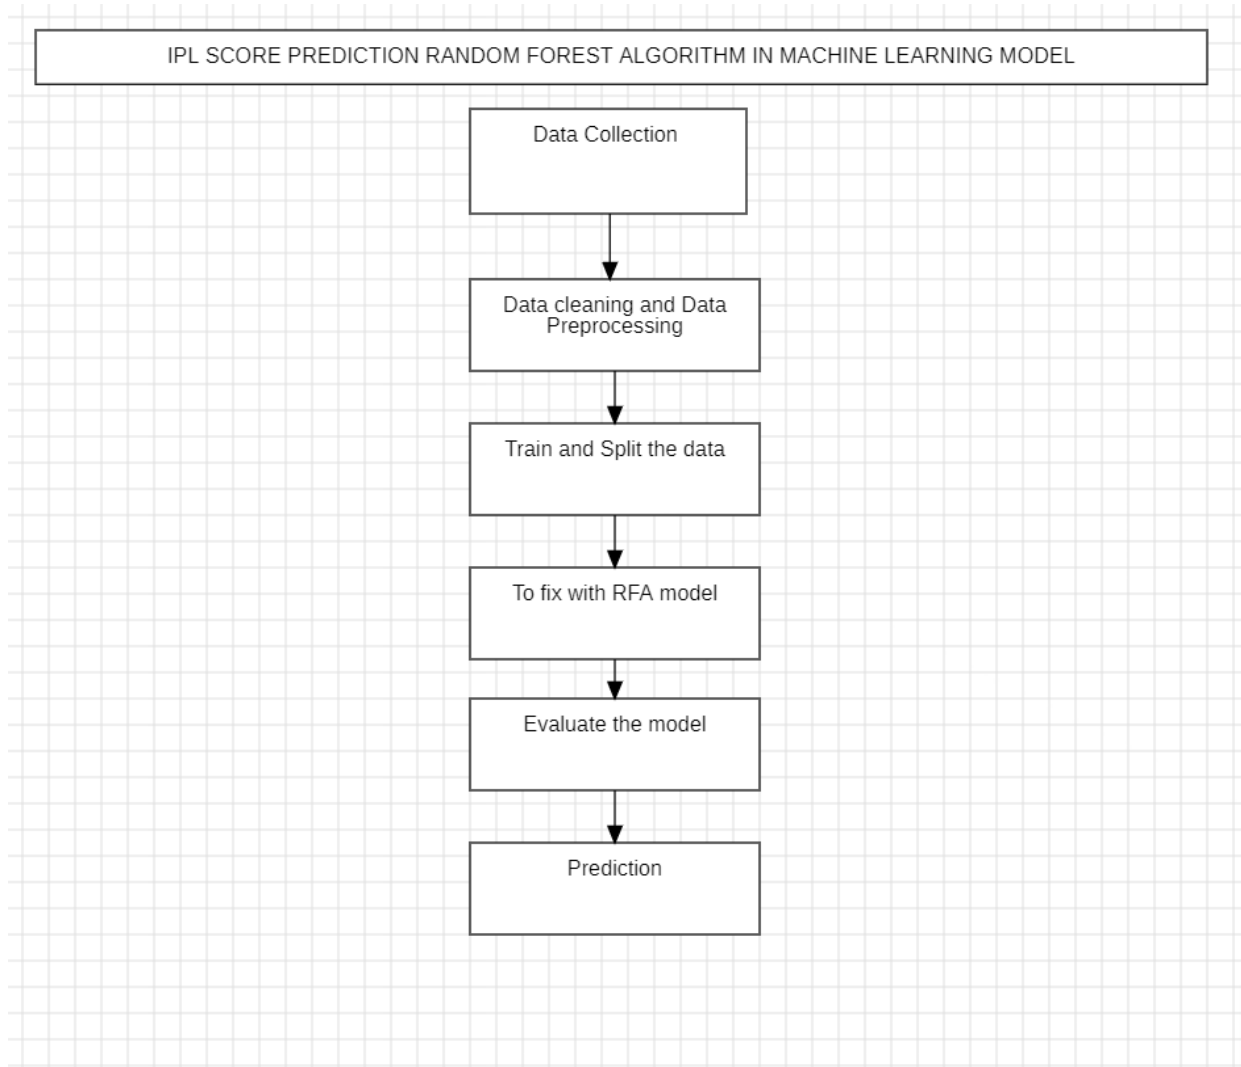 IPL SCORE PREDICTION RANDOM FOREST ALGORITHM IN MACHINE LEARNING MODEL
Data Collection
Data cleaning and Data
Preprocessing
Train and Split the data
To fix with RFA model
Evaluate the model
Prediction